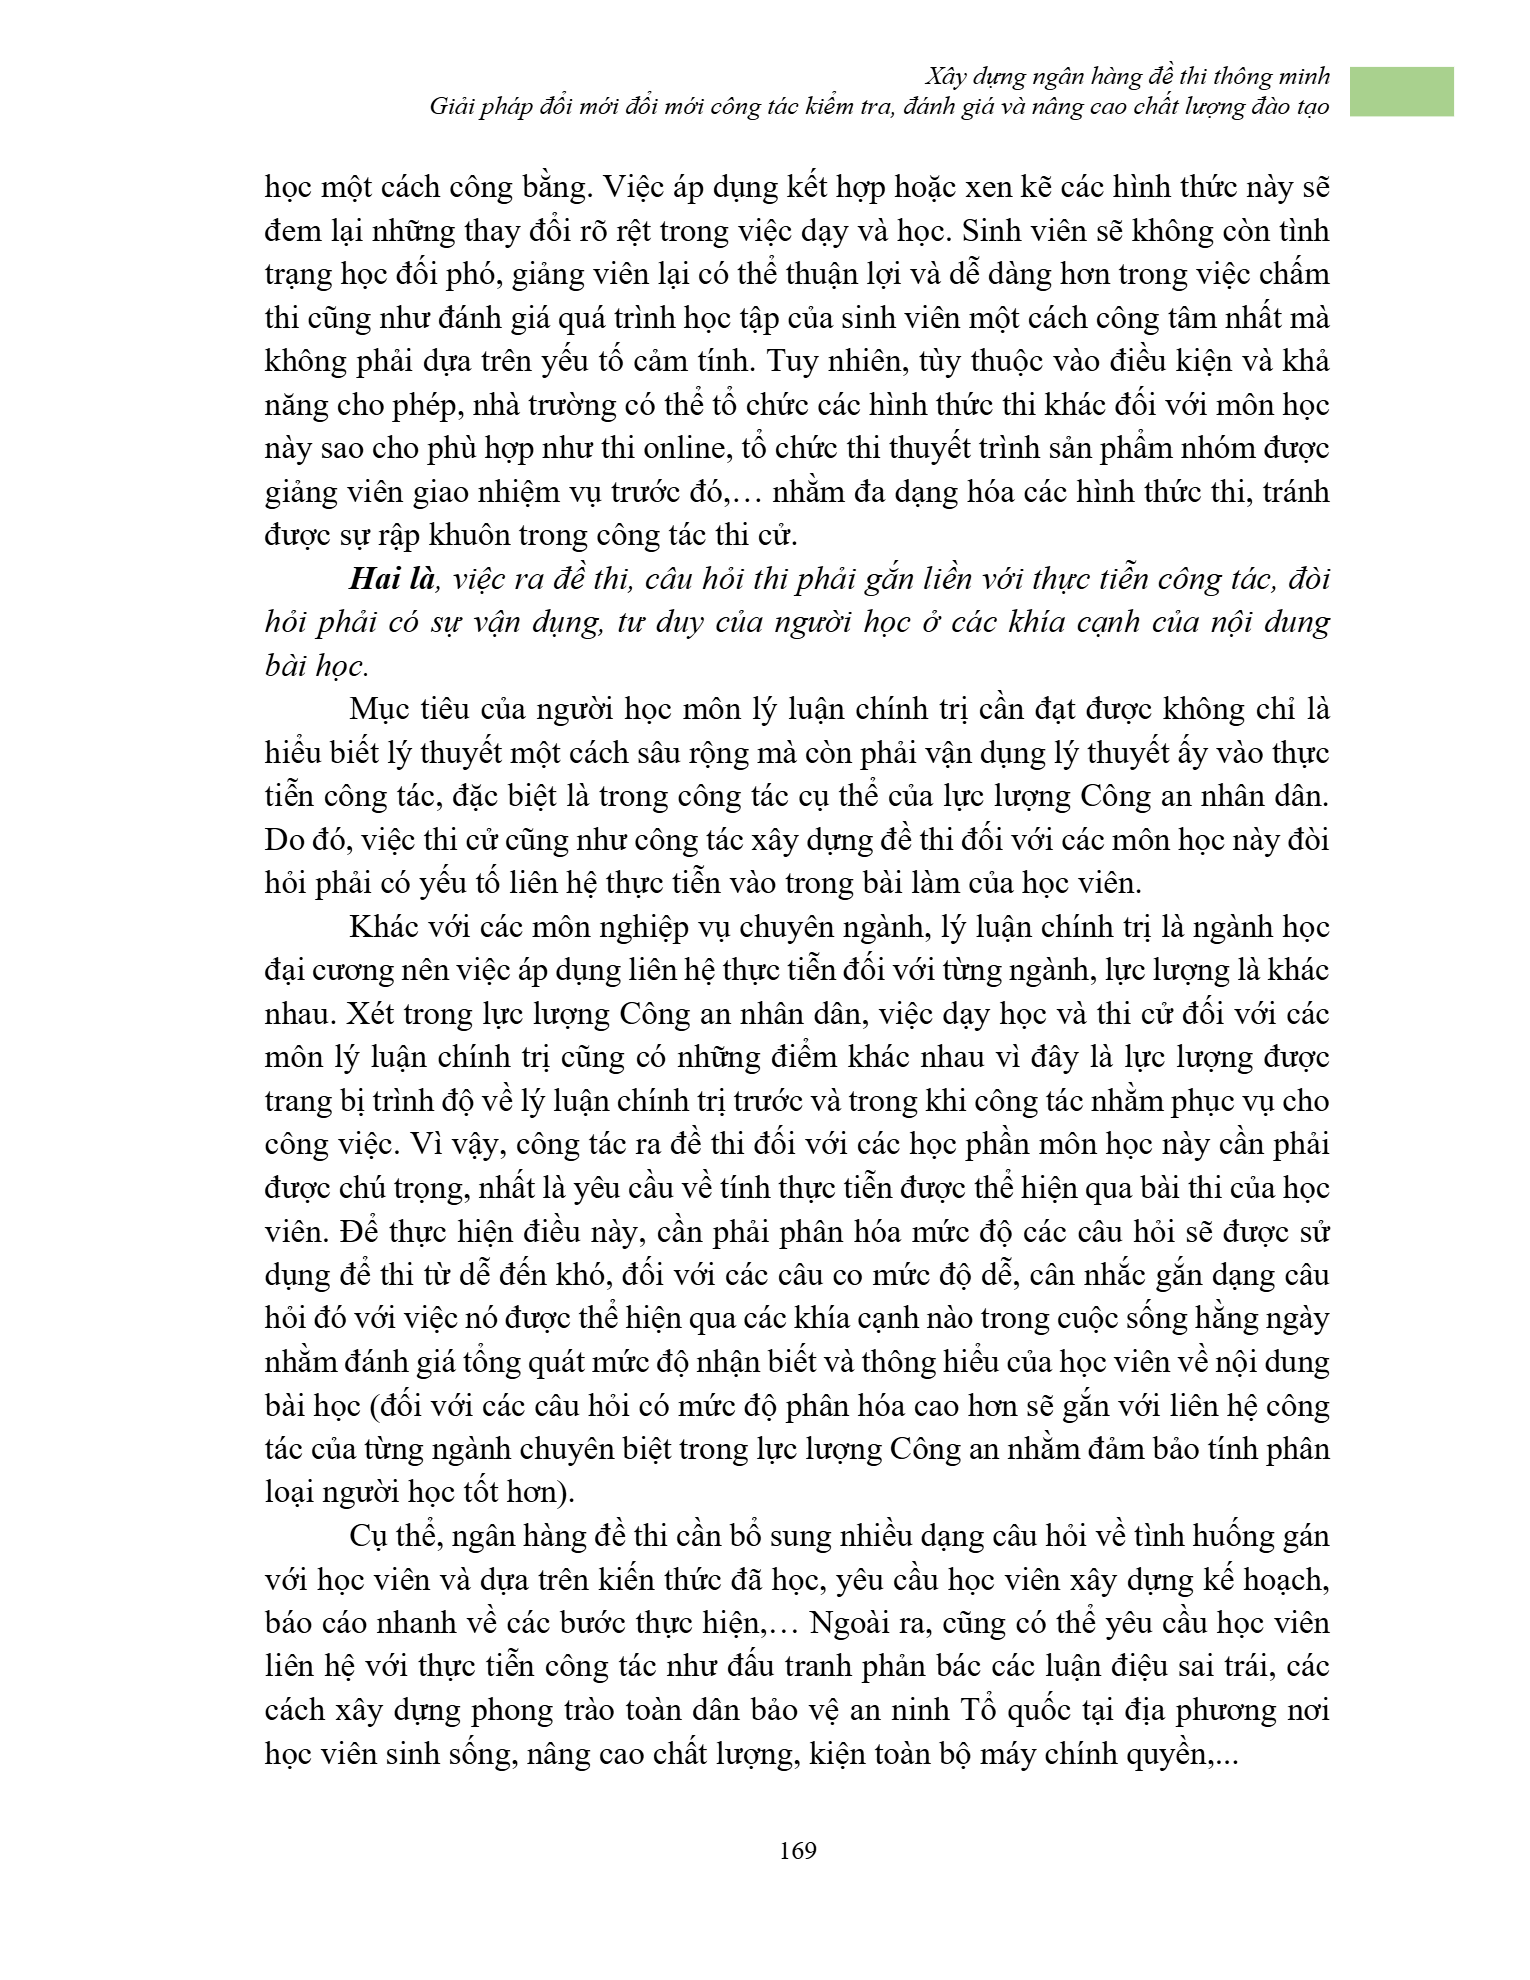 Xây dựng ngân hàng đề thi thông minh
Giải pháp đổi mới đổi mới công tác kiểm tra, đánh giá và nâng cao chất lượng đào tạo
học một cách công bằng. Việc áp dụng kết hợp hoặc xen kẽ các hình thức này sẽ
đem lại những thay đổi rõ rệt trong việc dạy và học. Sinh viên sẽ không còn tình
trạng học đối phó, giảng viên lại có thể thuận lợi và dễ dàng hơn trong việc chấm
thi cũng như đánh giá quá trình học tập của sinh viên một cách công tâm nhất mà
không phải dựa trên yếu tố cảm tính. Tuy nhiên, tùy thuộc vào điều kiện và khả
năng cho phép, nhà trường có thể tổ chức các hình thức thi khác đối với môn học
này sao cho phù hợp như thi online, tổ chức thi thuyết trình sản phẩm nhóm được
giảng viên giao nhiệm vụ trước đó,… nhằm đa dạng hóa các hình thức thi, tránh
được sự rập khuôn trong công tác thi cử.
Hai là, việc ra đề thi, câu hỏi thi phải gắn liền với thực tiễn công tác, đòi
hỏi phải có sự vận dụng, tư duy của người học ở các khía cạnh của nội dung
bài học.
Mục tiêu của người học môn lý luận chính trị cần đạt được không chỉ là
hiểu biết lý thuyết một cách sâu rộng mà còn phải vận dụng lý thuyết ấy vào thực
tiễn công tác, đặc biệt là trong công tác cụ thể của lực lượng Công an nhân dân.
Do đó, việc thi cử cũng như công tác xây dựng đề thi đối với các môn học này đòi
hỏi phải có yếu tố liên hệ thực tiễn vào trong bài làm của học viên.
Khác với các môn nghiệp vụ chuyên ngành, lý luận chính trị là ngành học
đại cương nên việc áp dụng liên hệ thực tiễn đối với từng ngành, lực lượng là khác
nhau. Xét trong lực lượng Công an nhân dân, việc dạy học và thi cử đối với các
môn lý luận chính trị cũng có những điểm khác nhau vì đây là lực lượng được
trang bị trình độ về lý luận chính trị trước và trong khi công tác nhằm phục vụ cho
công việc. Vì vậy, công tác ra đề thi đối với các học phần môn học này cần phải
được chú trọng, nhất là yêu cầu về tính thực tiễn được thể hiện qua bài thi của học
viên. Để thực hiện điều này, cần phải phân hóa mức độ các câu hỏi sẽ được sử
dụng để thi từ dễ đến khó, đối với các câu co mức độ dễ, cân nhắc gắn dạng câu
hỏi đó với việc nó được thể hiện qua các khía cạnh nào trong cuộc sống hằng ngày
nhằm đánh giá tổng quát mức độ nhận biết và thông hiểu của học viên về nội dung
bài học (đối với các câu hỏi có mức độ phân hóa cao hơn sẽ gắn với liên hệ công
tác của từng ngành chuyên biệt trong lực lượng Công an nhằm đảm bảo tính phân
loại người học tốt hơn).
Cụ thể, ngân hàng đề thi cần bổ sung nhiều dạng câu hỏi về tình huống gán
với học viên và dựa trên kiến thức đã học, yêu cầu học viên xây dựng kế hoạch,
báo cáo nhanh về các bước thực hiện,… Ngoài ra, cũng có thể yêu cầu học viên
liên hệ với thực tiễn công tác như đấu tranh phản bác các luận điệu sai trái, các
cách xây dựng phong trào toàn dân bảo vệ an ninh Tổ quốc tại địa phương nơi
học viên sinh sống, nâng cao chất lượng, kiện toàn bộ máy chính quyền,...
169